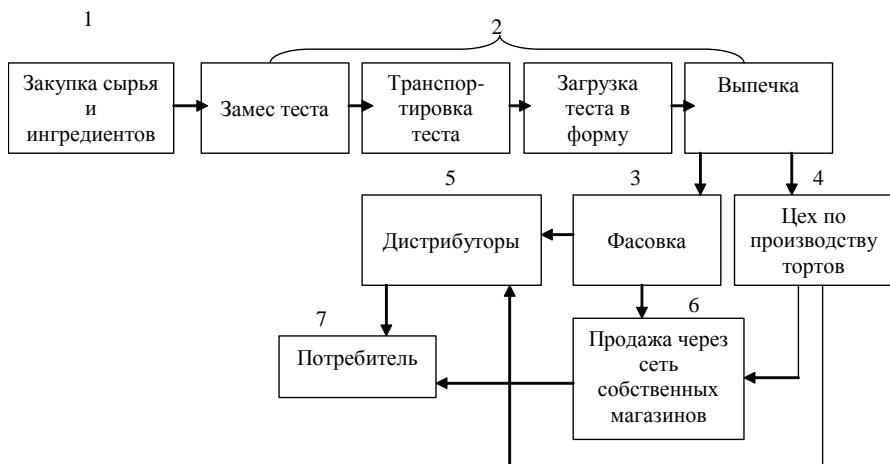 1
2
Закупка сырья
и
ингредиентов
Замес теста
Транспор-
тировка
теста
Загрузка
теста в
форму
Выпечка
5
3
4
Дистрибуторы
Фасовка
Цех по
производству
тортов
7
6
Потребитель
Продажа через
сеть
собственных
магазинов